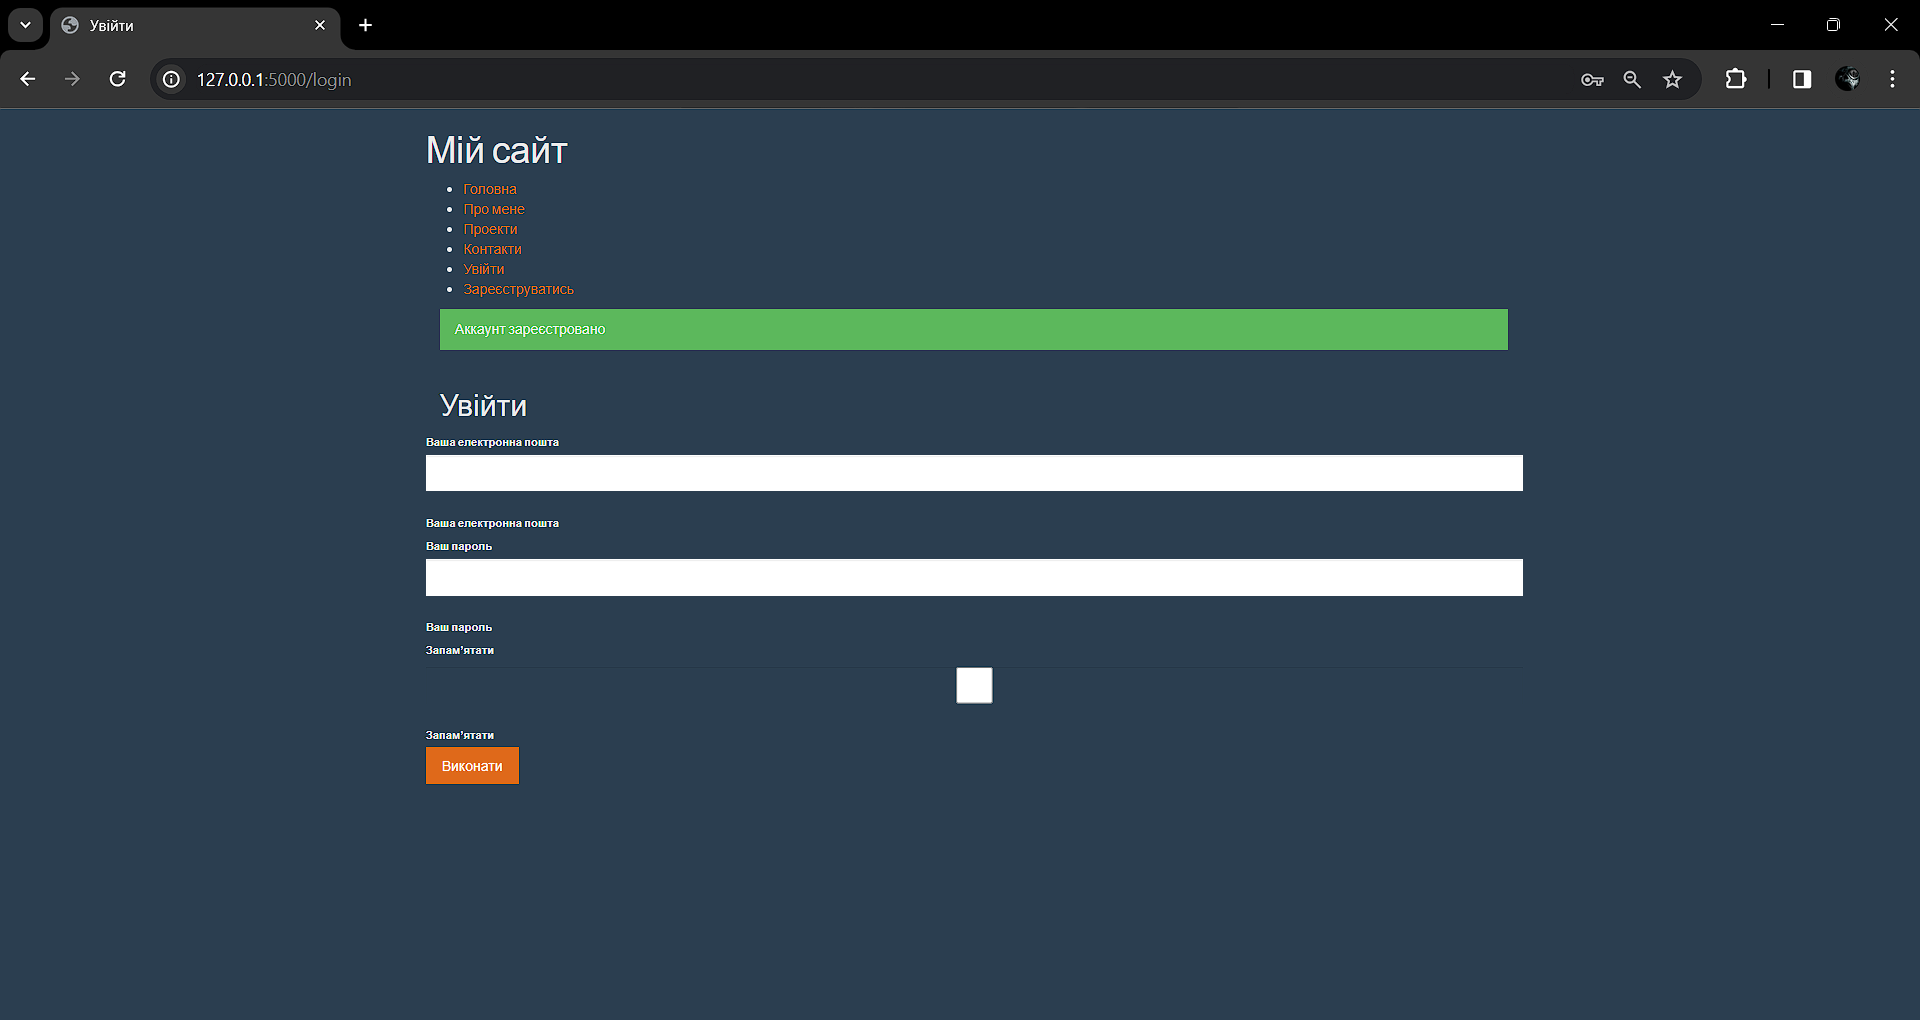 Увійти
127.0.0.1:5000/login
Мій сайт
Головна
Про мене
Проекти
Контакти
Увійти
Зареєструватись
Аккаунт зареєстровано
Увійти
Ваша електронна пошта
Ваша електронна пошта
Ваш пароль
Ваш пароль
Запам'ятати
Запам'ятати
Виконати